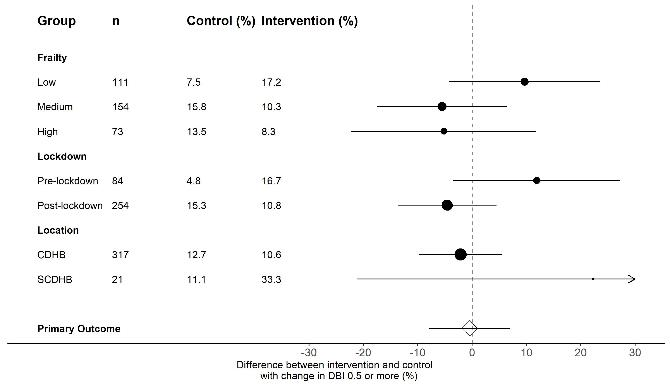 Group n Control (%) Intervention (%)
Frailty
Low 111 7.5 17.2
Medium 154 15.8 10.3
High 73 13.5 8.3
Lockdown
Pre-lockdown 84 4.8 16.7
Post-lockdown 254 15.3 10.8
Location
CDHB 317 12.7 10.6
SCDHB 21 11.1 33.3
Primary Outcome
-30 -20 -10 0 10 20 30
Difference between intervention and control
with change in DBI 0.5 or more (%)